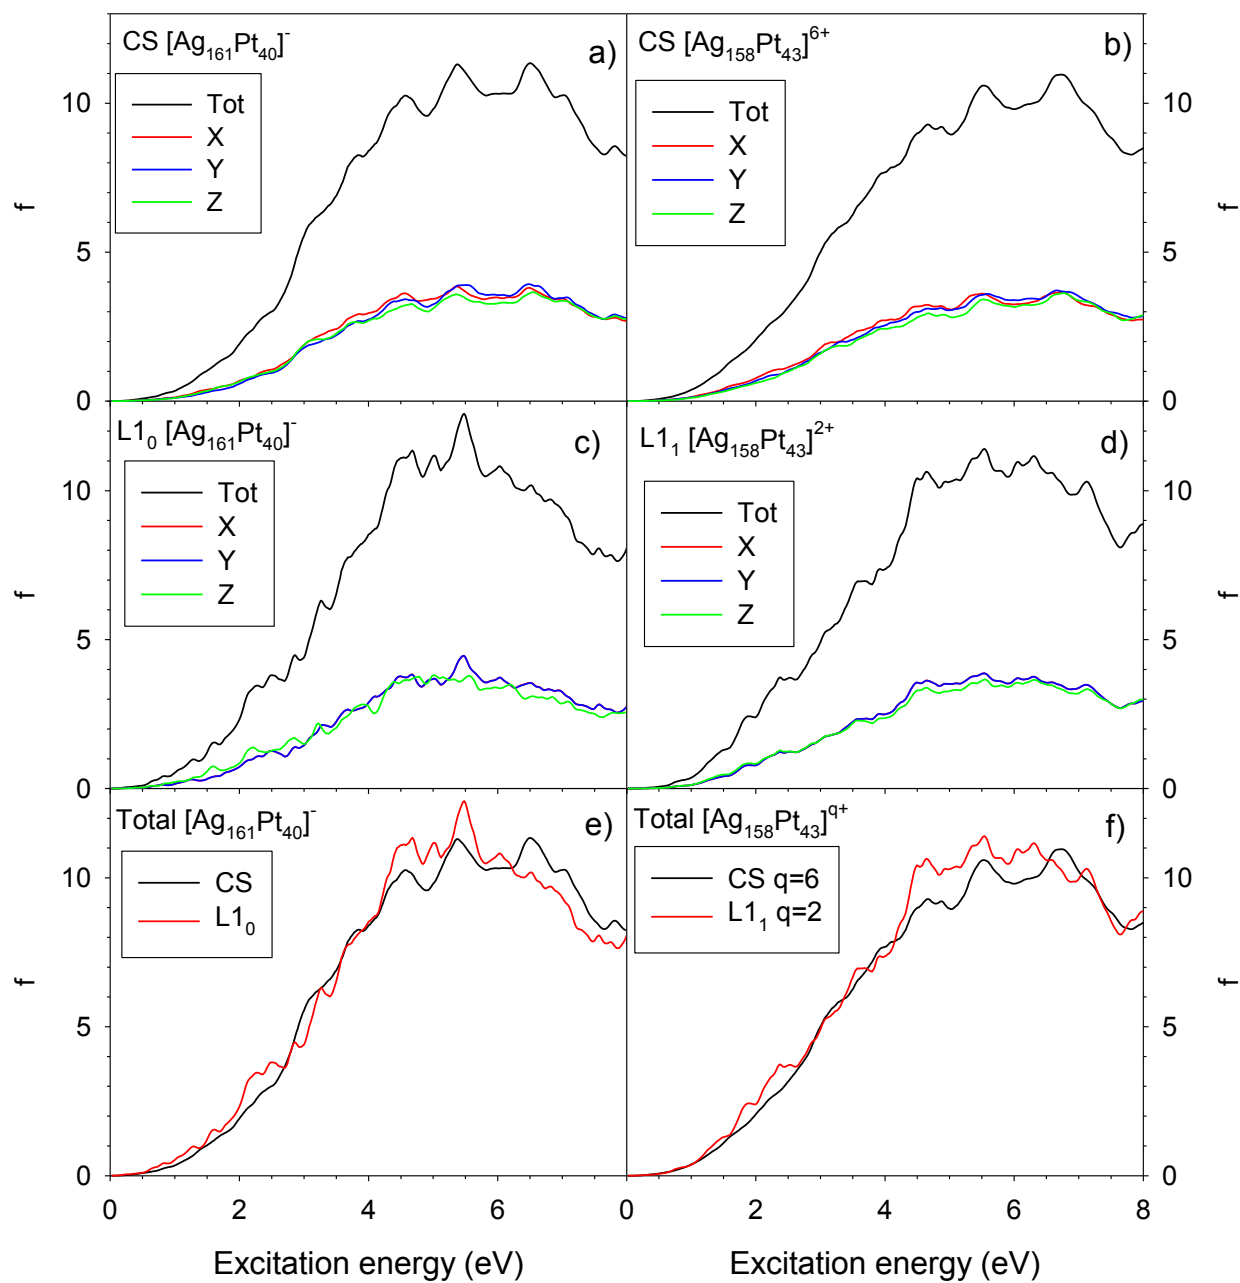 CS [Ag₁₆₁Pt₄₀]⁻
a)
Tot
X
Y
Z
10
5
0
f
CS [Ag₁₅₈Pt₄₃]⁶⁺
b)
Tot
X
Y
Z
10
5
0
f
L1₀ [Ag₁₆₁Pt₄₀]⁻
c)
Tot
X
Y
Z
10
5
0
f
L1₁ [Ag₁₅₈Pt₄₃]²⁺
d)
Tot
X
Y
Z
10
5
0
f
Total [Ag₁₆₁Pt₄₀]⁻
e)
CS
L1₀
10
5
0
f
0 2 4 6
Excitation energy (eV)
Total [Ag₁₅₈Pt₄₃]q⁺
f)
CS q=6
L1₁ q=2
10
5
0
f
0 2 4 6 8
Excitation energy (eV)